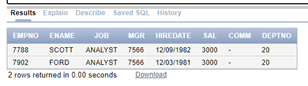 Results Explain Describe Saved SQL History
EMPNO ENAME JOB MGR HIREDATE SAL COMM DEPTNO
7788 SCOTT ANALYST 7566 12/09/1982 3000 - 20
7902 FORD ANALYST 7566 12/03/1981 3000 - 20
2 rows returned in 0.00 seconds Download